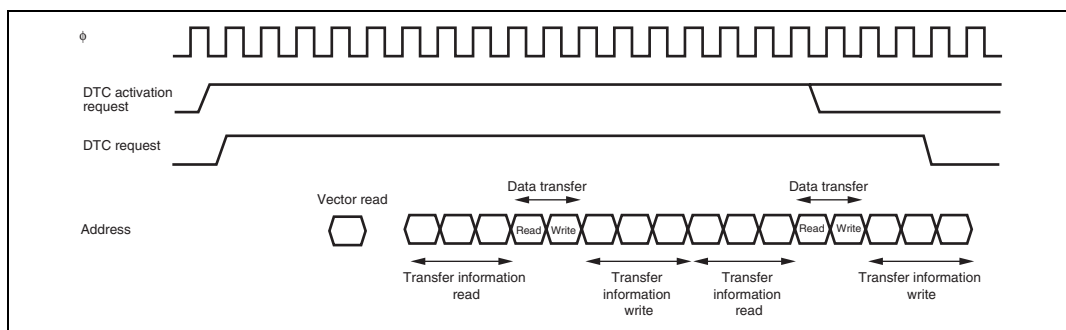 ϕ
DTC activation
request
DTC request
Data transfer
Data transfer
Vector read
Address
Read
Write
Read
Write
Transfer information
read
Transfer
information
write
Transfer
information
read
Transfer information
write